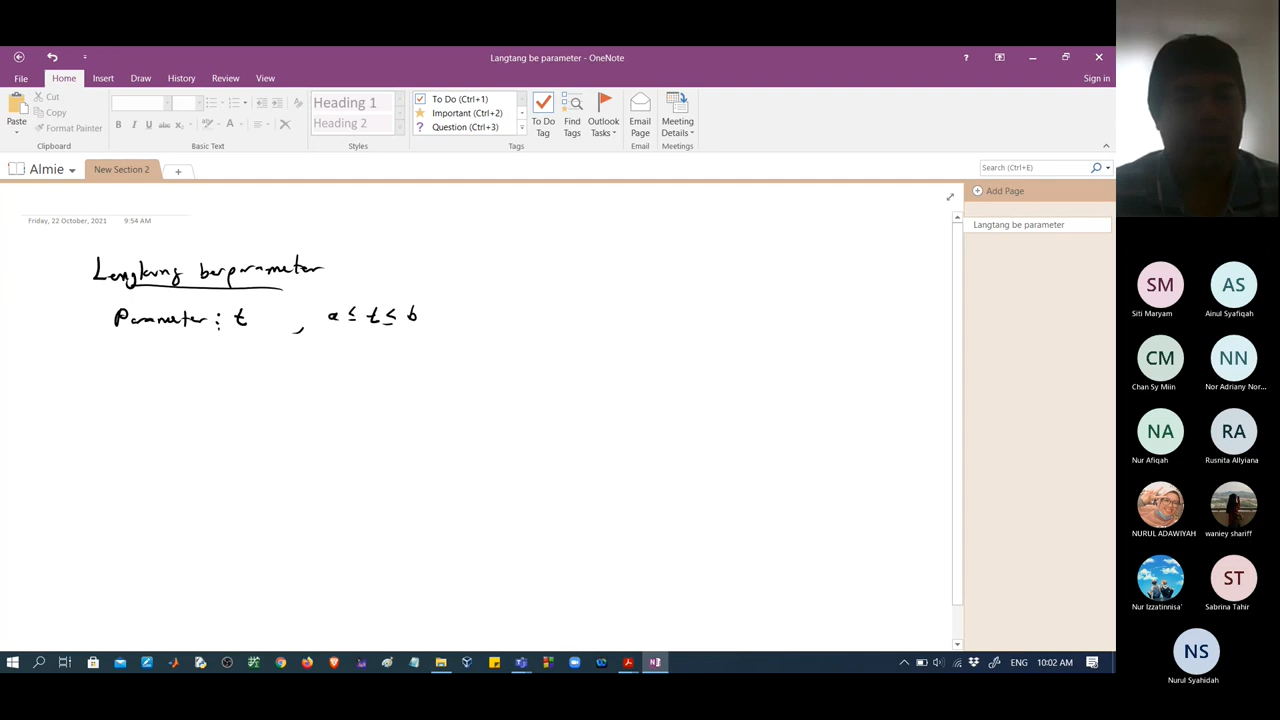 Langtang be parameter - OneNote
File Home Insert Draw History Review View Sign in
Paste
Cut
Copy
Format Painter
Clipboard
Basic Text
Heading 1
Heading 2
Styles
To Do (Ctrl+1)
Important (Ctrl+2)
Question (Ctrl+3)
Tags
To Do Tag
Find Tags
Outlook Tasks
Email Page
Email
Meeting Details
Meetings
Almie
New Section 2
Search (Ctrl+E)
Add Page
Langtang be parameter
Friday, 22 October, 2021 9:54 AM
Lengkung berparameter
Parameter : t , a ≤ t ≤ b
SM
Siti Maryam
AS
Ainul Syafiqah
CM
Chan Sy Miin
NN
Nor Adriany Nor...
NA
Nur Afiqah
RA
Rusnita Allyiana
NURUL ADAWIYAH
waniey shariff
Nur Izzatinnisa'
ST
Sabrina Tahir
NS
Nurul Syahidah
ENG 10:02 AM